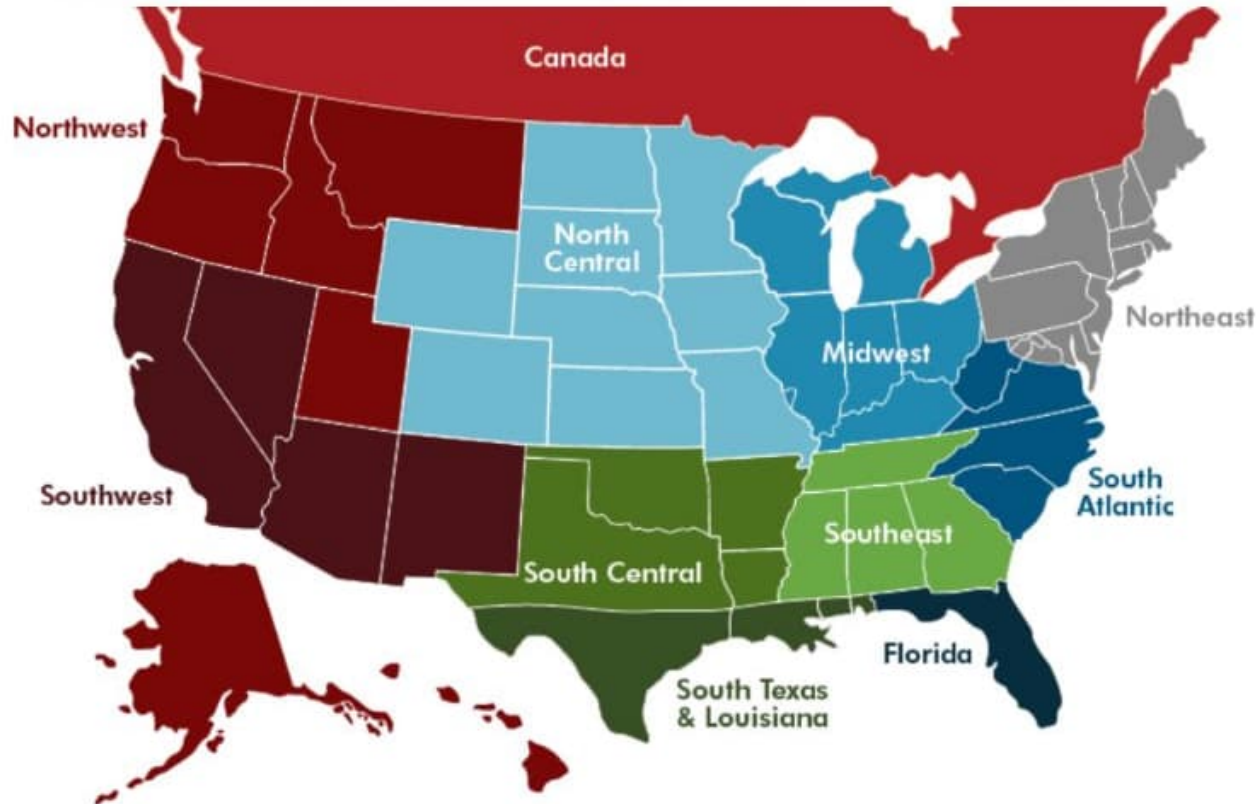 Canada
Northwest
North
Central
Northeast
Midwest
Southwest
South
Atlantic
Southeast
South Central
Florida
South Texas
& Louisiana